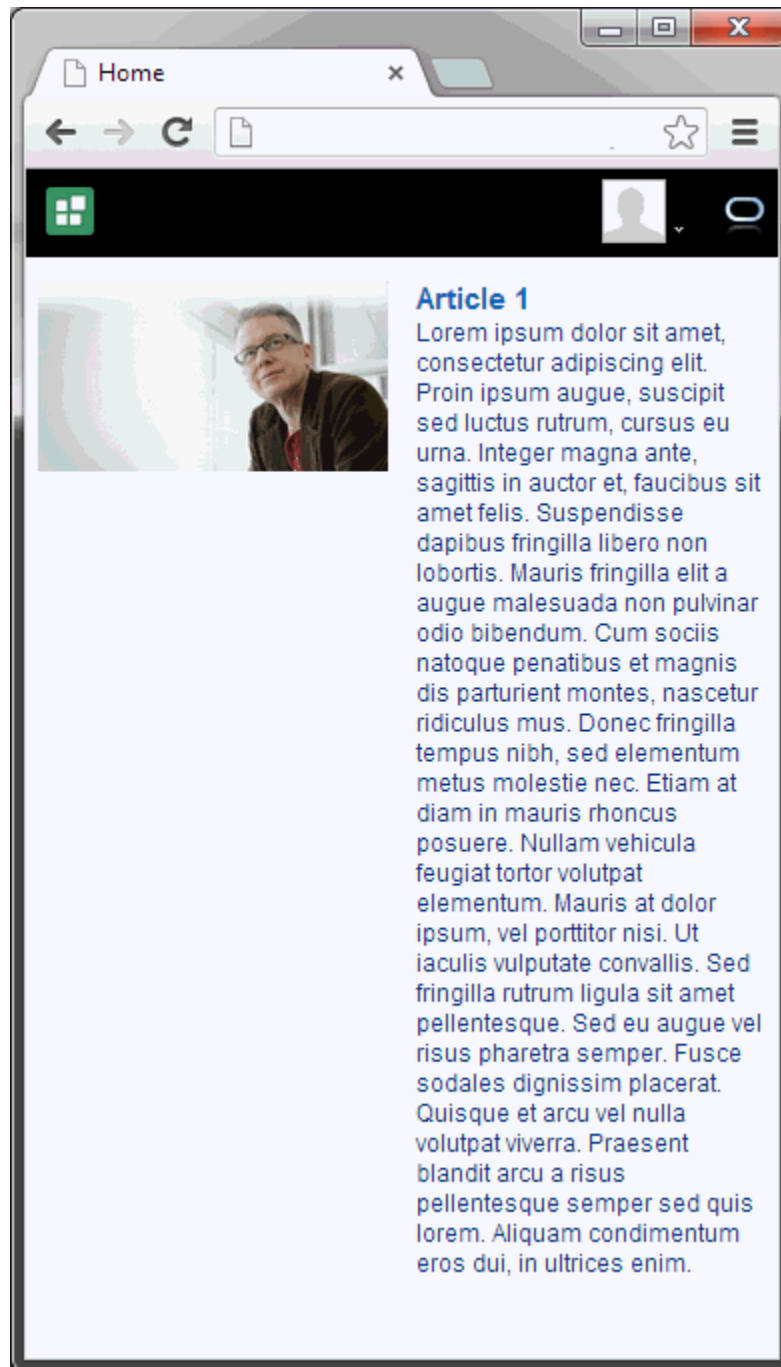 Home
Article 1
Lorem ipsum dolor sit amet,
consectetur adipiscing elit.
Proin ipsum augue, suscipit
sed luctus rutrum, cursus eu
urna. Integer magna ante,
sagittis in auctor et, faucibus sit
amet felis. Suspendisse
dapibus fringilla libero non
lobortis. Mauris fringilla elit a
augue malesuada non pulvinar
odio bibendum. Cum sociis
natoque penatibus et magnis
dis parturient montes, nascetur
ridiculus mus. Donec fringilla
tempus nibh, sed elementum
metus molestie nec. Etiam at
diam in mauris rhoncus
posuere. Nullam vehicula
feugiat tortor volutpat
elementum. Mauris at dolor
ipsum, vel porttitor nisi. Ut
iaculis vulputate convallis. Sed
fringilla rutrum ligula sit amet
pellentesque. Sed eu augue vel
risus pharetra semper. Fusce
sodales dignissim placerat.
Quisque et arcu vel nulla
volutpat viverra. Praesent
blandit arcu a risus
pellentesque semper sed quis
lorem. Aliquam condimentum
eros dui, in ultrices enim.